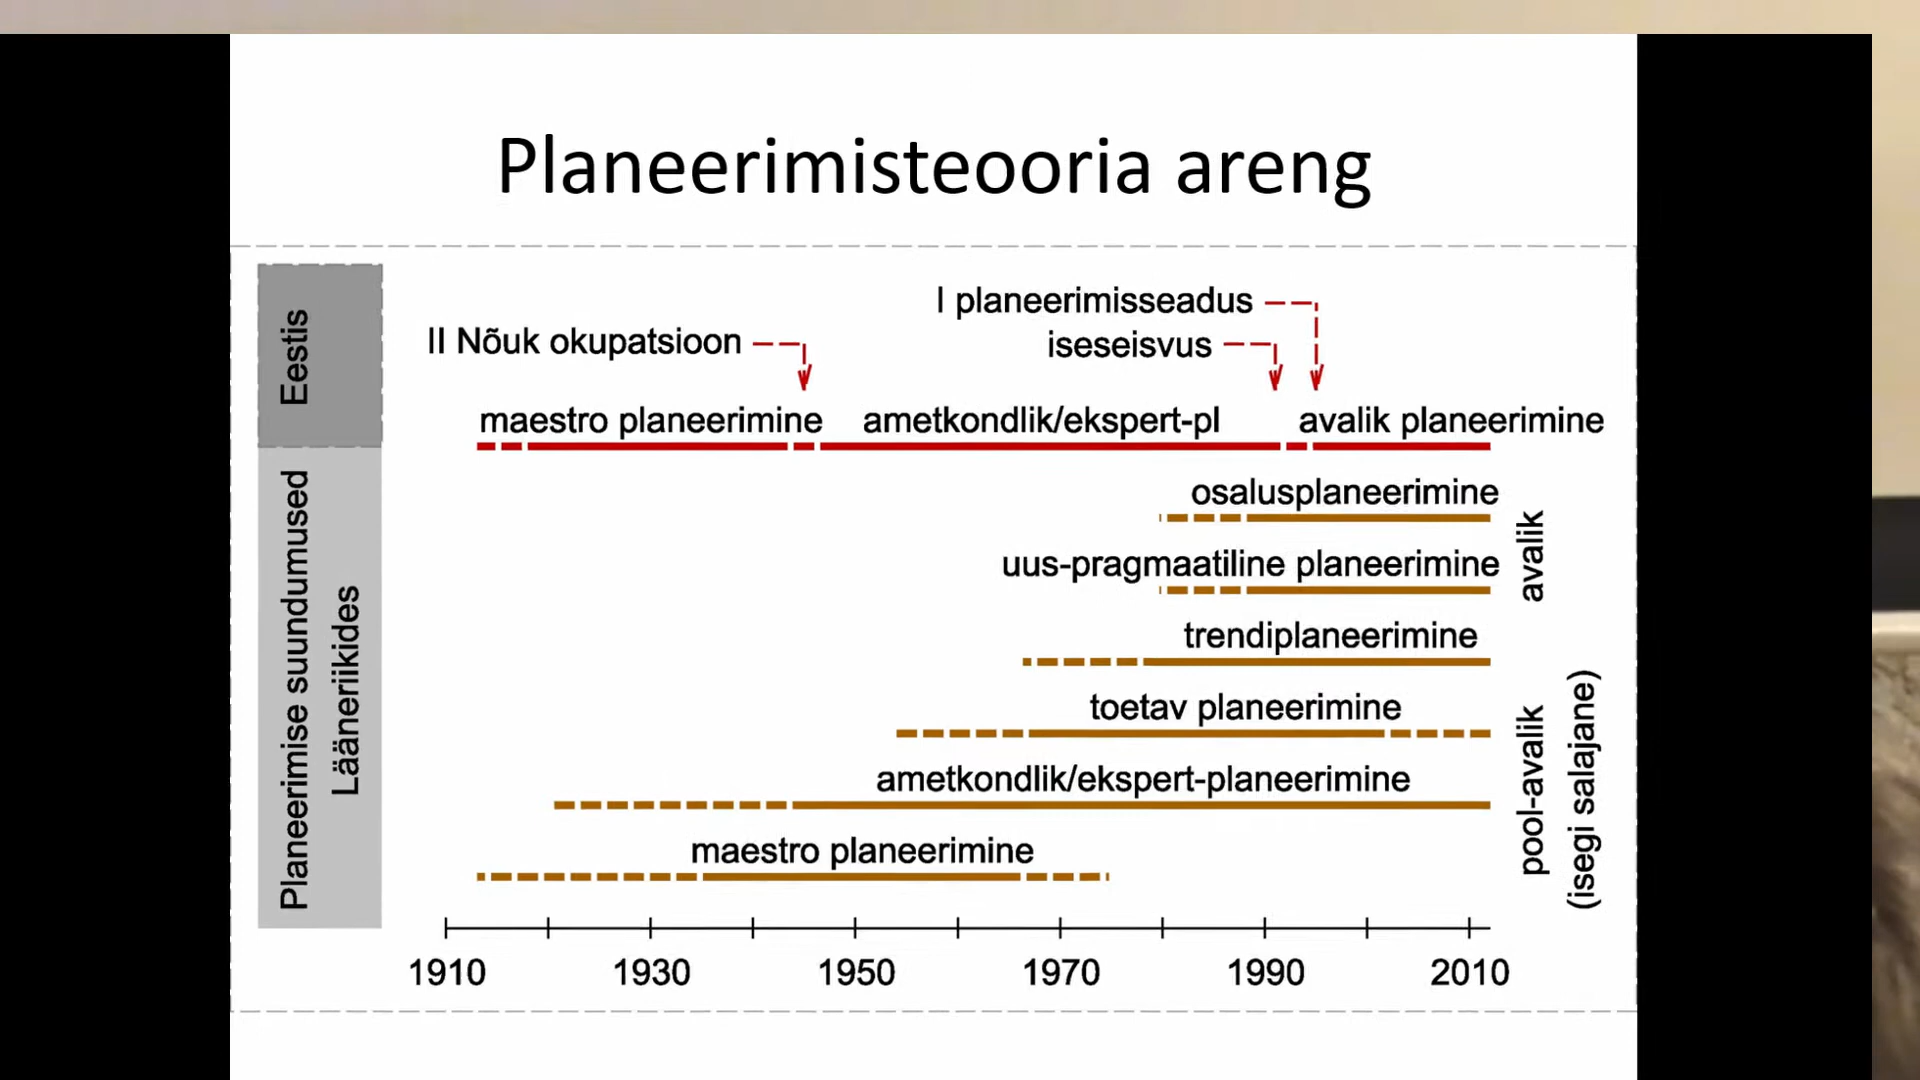 Planeerimisteooria areng
Eestis
I planeerimisseadus
II Nõuk okupatsioon
iseseisvus
maestro planeerimine
ametkondlik/ekspert-pl
avalik planeerimine
Planeerimise suundumused
Lääneriikides
osalusplaneerimine
uus-pragmaatiline planeerimine
avalik
trendiplaneerimine
toetav planeerimine
ametkondlik/ekspert-planeerimine
maestro planeerimine
pool-avalik
(isegi salajane)
1910 1930 1950 1970 1990 2010